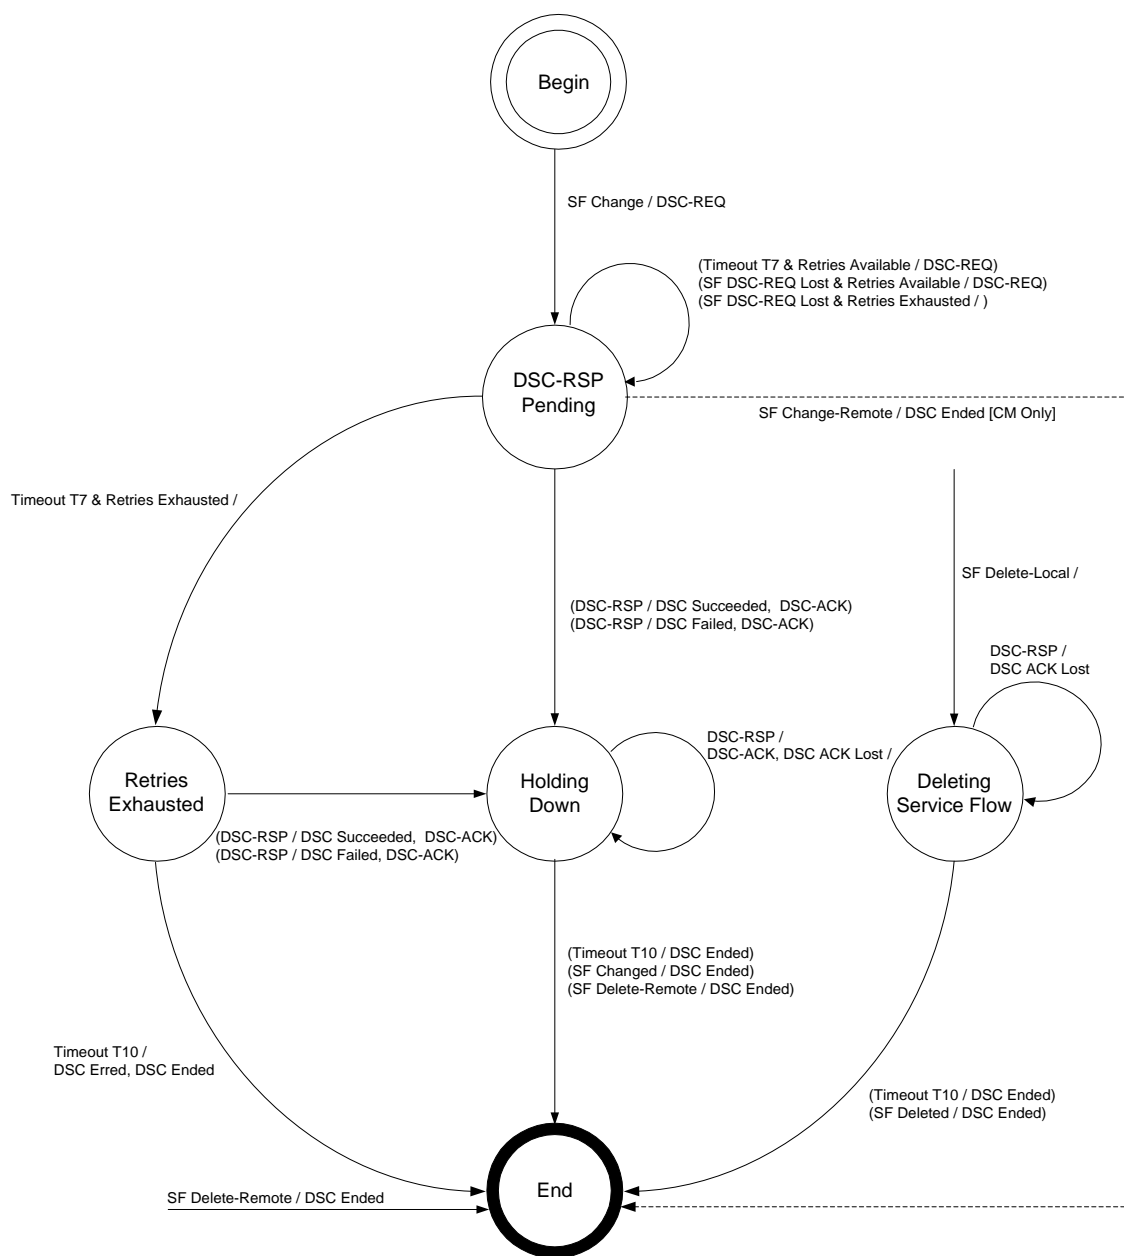 Begin
SF Change / DSC-REQ
(Timeout T7 & Retries Available / DSC-REQ)
(SF DSC-REQ Lost & Retries Available / DSC-REQ)
(SF DSC-REQ Lost & Retries Exhausted / )
DSC-RSP
Pending
SF Change-Remote / DSC Ended [CM Only]
Timeout T7 & Retries Exhausted /
SF Delete-Local /
(DSC-RSP / DSC Succeeded,  DSC-ACK)
(DSC-RSP / DSC Failed, DSC-ACK)
DSC-RSP /
DSC ACK Lost
DSC-RSP /
DSC-ACK, DSC ACK Lost /
Retries
Exhausted
Holding
Down
Deleting
Service Flow
(DSC-RSP / DSC Succeeded,  DSC-ACK)
(DSC-RSP / DSC Failed, DSC-ACK)
(Timeout T10 / DSC Ended)
(SF Changed / DSC Ended)
(SF Delete-Remote / DSC Ended)
Timeout T10 /
DSC Erred, DSC Ended
(Timeout T10 / DSC Ended)
(SF Deleted / DSC Ended)
End
SF Delete-Remote / DSC Ended